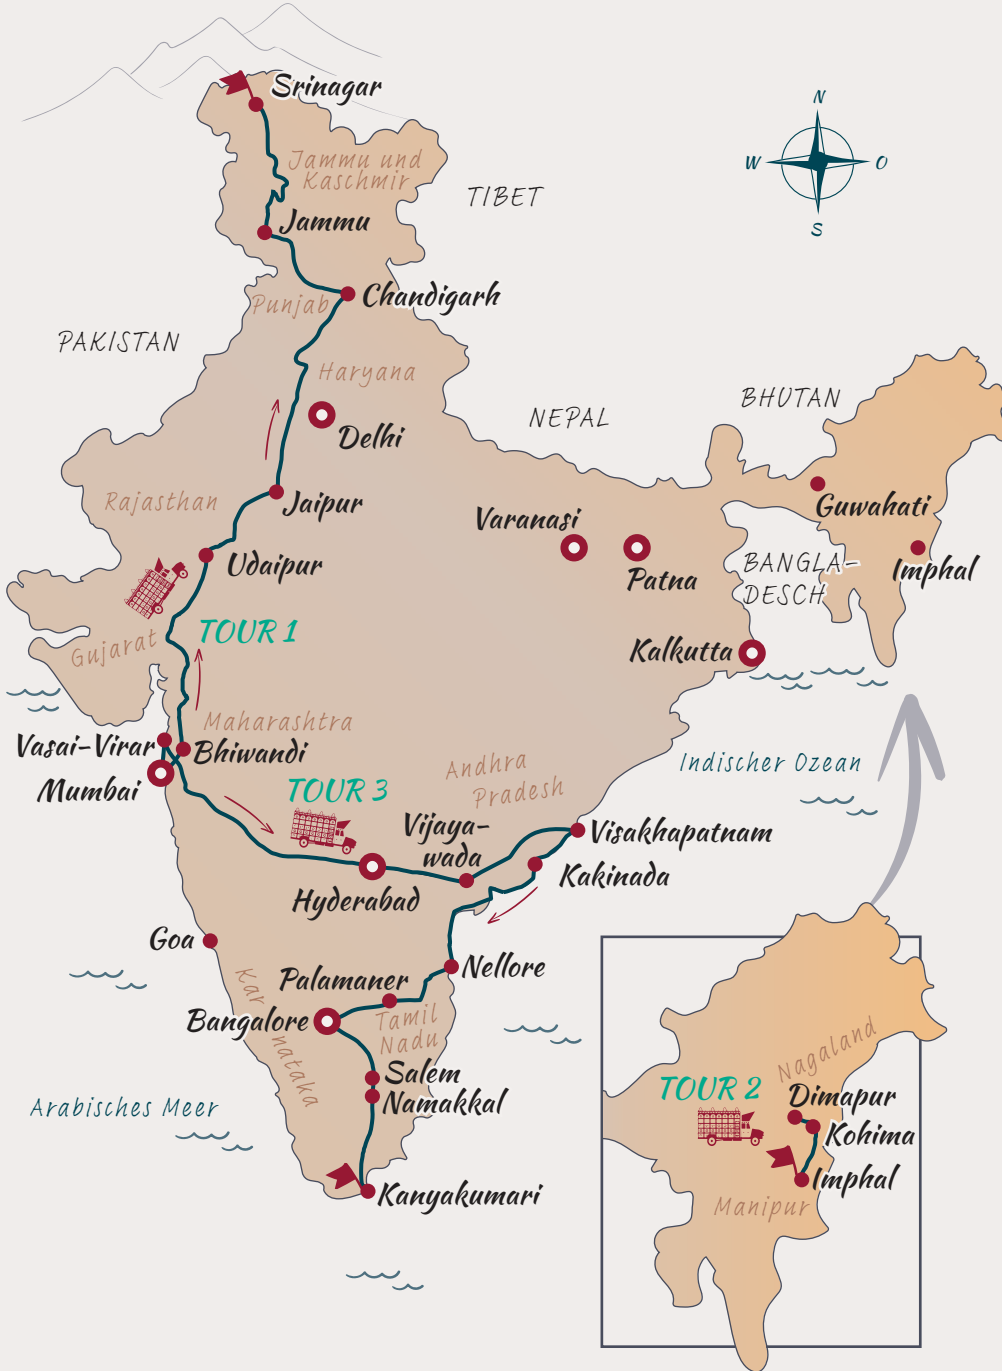 Srinagar
N
W
O
S
Jammu und
Kaschmir
TIBET
Jammu
Chandigarh
Punjab
PAKISTAN
Haryana
BHUTAN
NEPAL
Delhi
Rajasthan
Jaipur
Guwahati
Varanasi
Udaipur
BANGLA-
DESCH
Imphal
Patna
TOUR 1
Gujarat
Kalkutta
Maharashtra
Vasai-Virar
Bhiwandi
Mumbai
Andhra
Pradesh
Indischer Ozean
TOUR 3
Vijaya-
wada
Visakhapatnam
Kakinada
Hyderabad
Goa
Nellore
Palamaner
Kar
nataka
Bangalore
Tamil
Nadu
Salem
Namakkal
Arabisches Meer
Kanyakumari
Nagaland
TOUR 2
Dimapur
Kohima
Imphal
Manipur